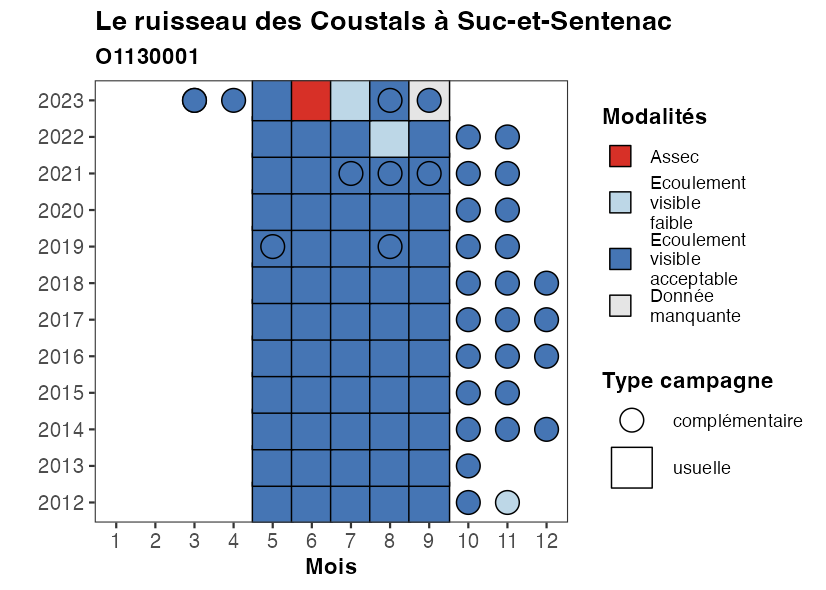 Le ruisseau des Coustals à Suc-et-Sentenac
O1130001
2023
2022
2021
2020
2019
2018
2017
2016
2015
2014
2013
2012
1 2 3 4 5 6 7 8 9 10 11 12
Mois
Modalités
Assec
Ecoulement
visible
faible
Ecoulement
visible
acceptable
Donnée
manquante
Type campagne
complémentaire
usuelle